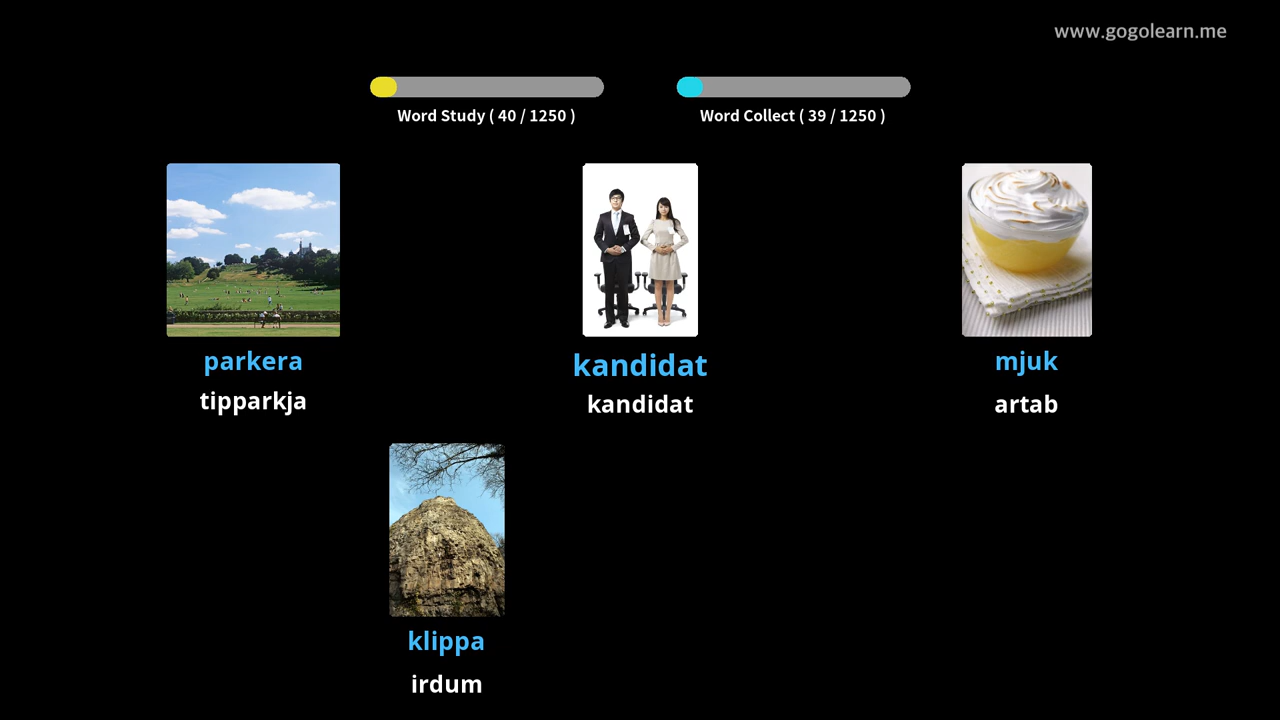 www.gogolearn.me
Word Study ( 40 / 1250 )
Word Collect ( 39 / 1250 )
parkera
tipparkja
kandidat
kandidat
mjuk
artab
klippa
irdum